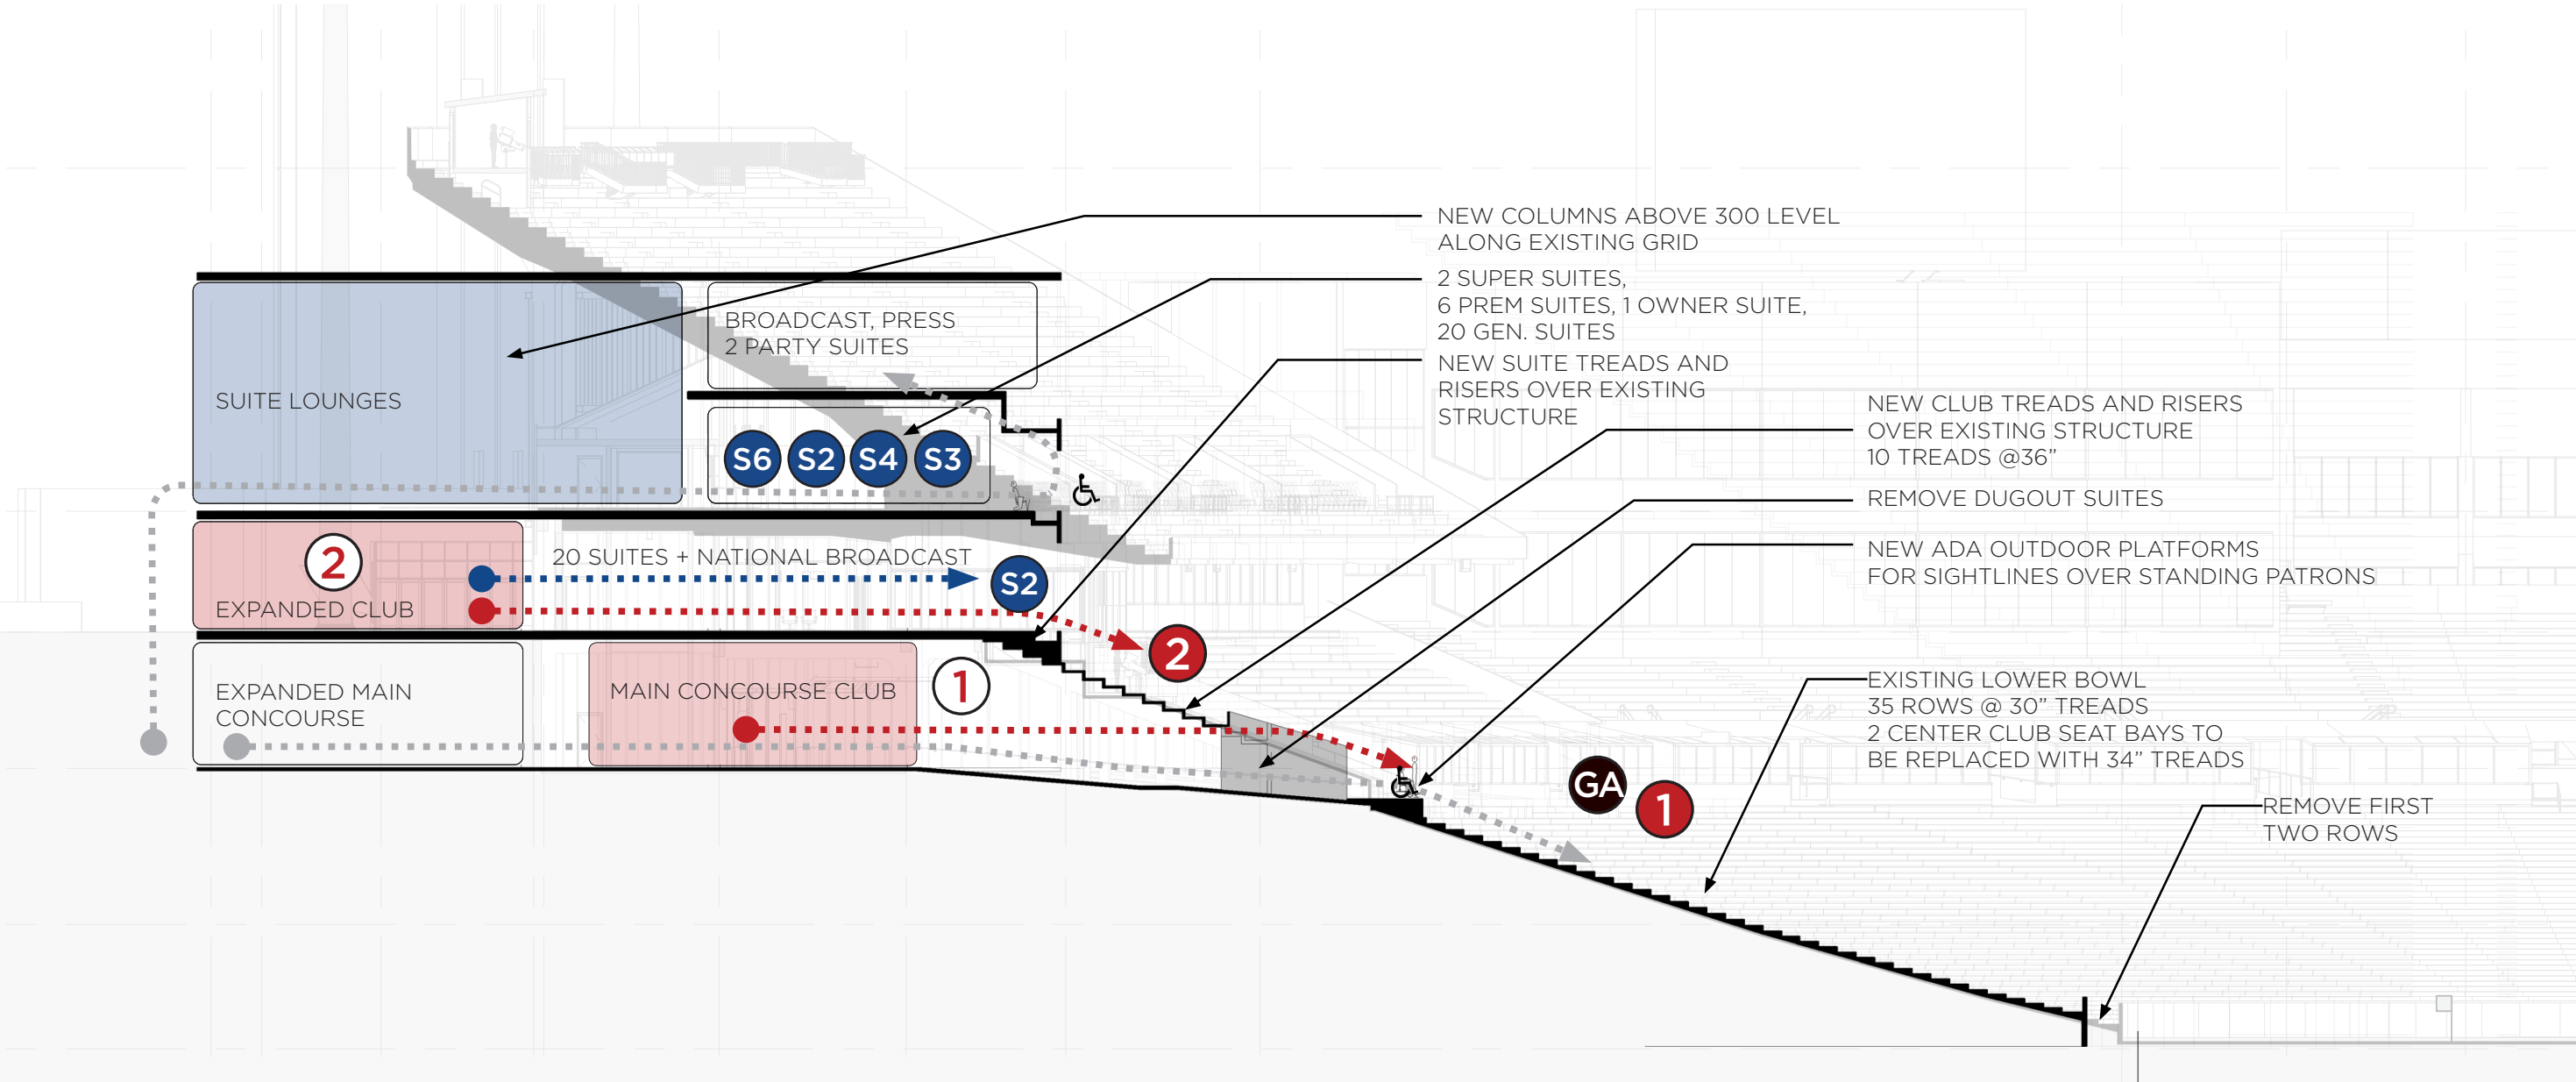 NEW COLUMNS ABOVE 300 LEVEL
ALONG EXISTING GRID
2 SUPER SUITES,
6 PREM SUITES, 1 OWNER SUITE,
20 GEN. SUITES
NEW SUITE TREADS AND
RISERS OVER EXISTING
STRUCTURE
NEW CLUB TREADS AND RISERS
OVER EXISTING STRUCTURE
10 TREADS @36”
REMOVE DUGOUT SUITES
NEW ADA OUTDOOR PLATFORMS
FOR SIGHTLINES OVER STANDING PATRONS
EXISTING LOWER BOWL
35 ROWS @ 30” TREADS
2 CENTER CLUB SEAT BAYS TO
BE REPLACED WITH 34” TREADS
REMOVE FIRST
TWO ROWS
BROADCAST, PRESS
2 PARTY SUITES
SUITE LOUNGES
S6 S2 S4 S3
2
20 SUITES + NATIONAL BROADCAST
S2
EXPANDED CLUB
2
EXPANDED MAIN
CONCOURSE
MAIN CONCOURSE CLUB
1
GA
1